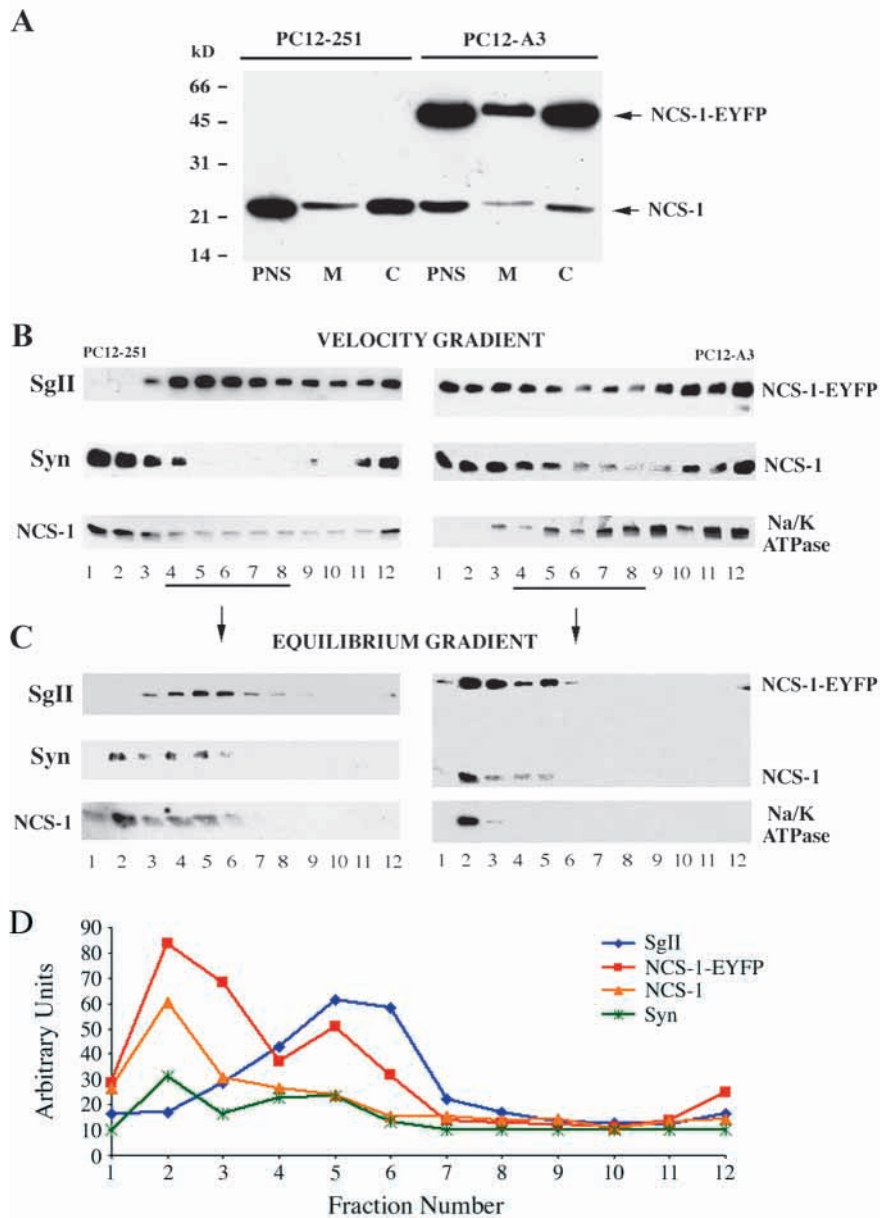 A
PC12-251 PC12-A3
kD
66 -
45 -
31 -
21 -
14 -
NCS-1-EYFP
NCS-1
PNS M C PNS M C
B VELOCITY GRADIENT
PC12-251 PC12-A3
SgII NCS-1-EYFP
Syn NCS-1
NCS-1 Na/K
ATPase
1 2 3 4 5 6 7 8 9 10 11 12 1 2 3 4 5 6 7 8 9 10 11 12
C EQUILIBRIUM GRADIENT
SgII NCS-1-EYFP
Syn NCS-1
NCS-1 Na/K
ATPase
1 2 3 4 5 6 7 8 9 10 11 12 1 2 3 4 5 6 7 8 9 10 11 12
D
90
80
70
60
50
40
30
20
10
0
Arbitrary Units
SgII
NCS-1-EYFP
NCS-1
Syn
1 2 3 4 5 6 7 8 9 10 11 12
Fraction Number